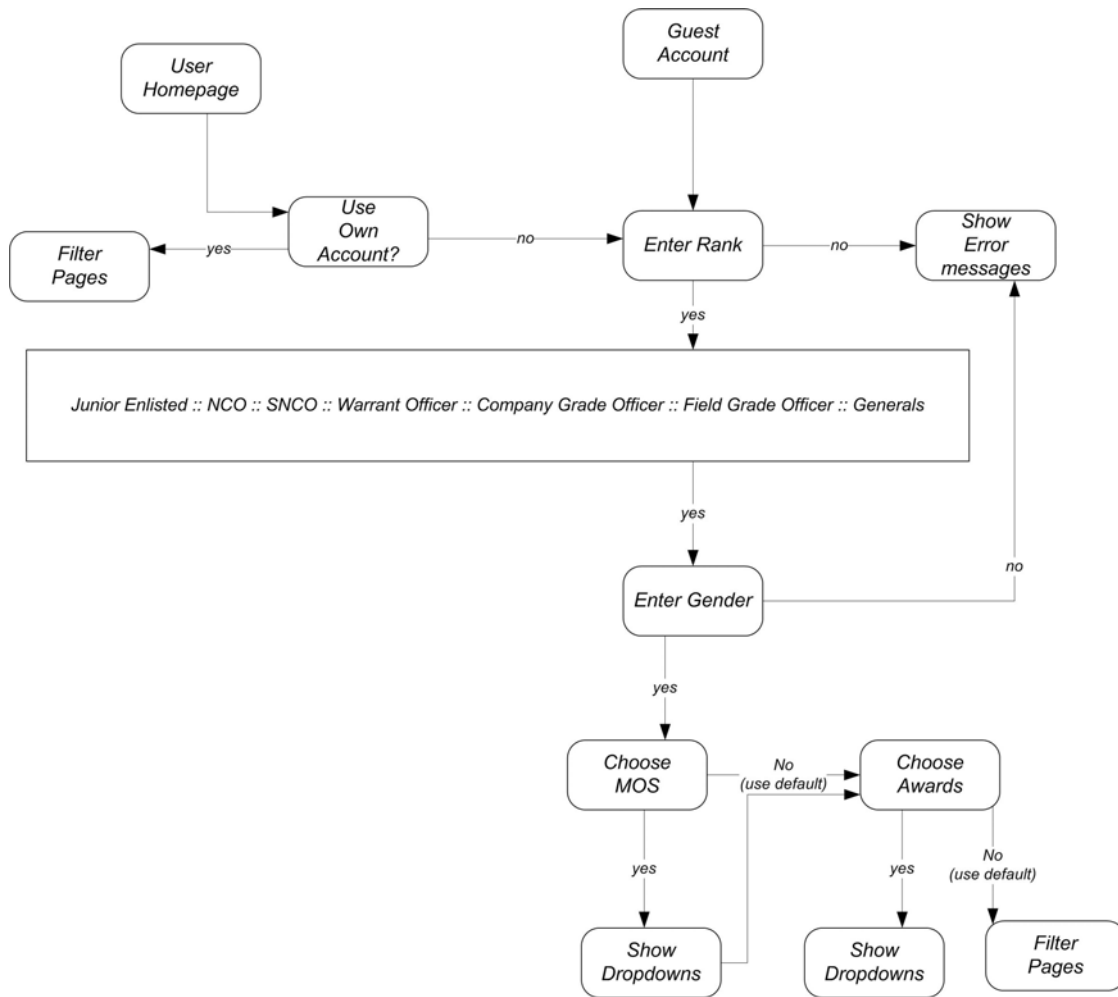 Guest
Account
User
Homepage
Use
Own
Account?
yes
no
Filter
Pages
Enter Rank
no
Show
Error
messages
yes
Junior Enlisted :: NCO :: SNCO :: Warrant Officer :: Company Grade Officer :: Field Grade Officer :: Generals
yes
Enter Gender
no
yes
Choose
MOS
No
(use default)
Choose
Awards
yes
yes
No
(use default)
Show
Dropdowns
Show
Dropdowns
Filter
Pages